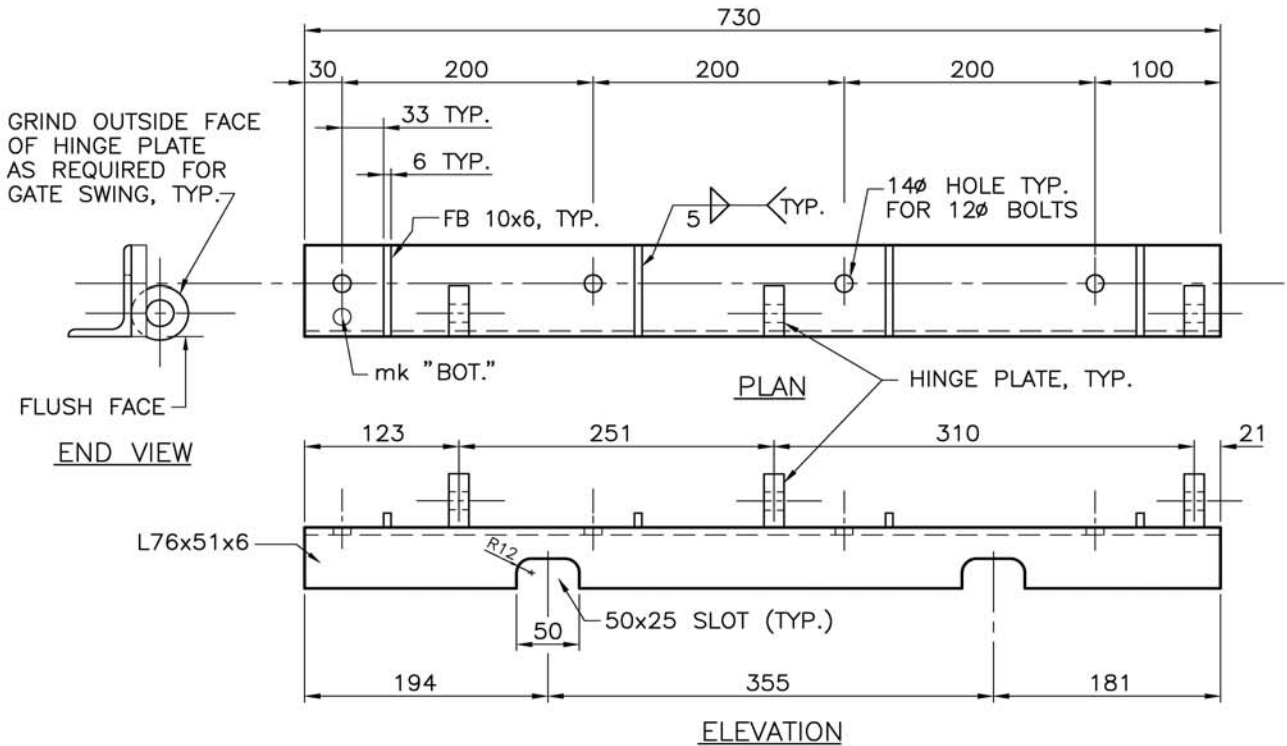 730
30
200
200
200
100
GRIND OUTSIDE FACE
OF HINGE PLATE
AS REQUIRED FOR
GATE SWING, TYP.
33 TYP.
6 TYP.
FB 10x6, TYP.
5
TYP.
14ø HOLE TYP.
FOR 12ø BOLTS
mk "BOT."
PLAN
HINGE PLATE, TYP.
FLUSH FACE
END VIEW
123
251
310
21
L76x51x6
R12
50x25 SLOT (TYP.)
50
194
355
181
ELEVATION